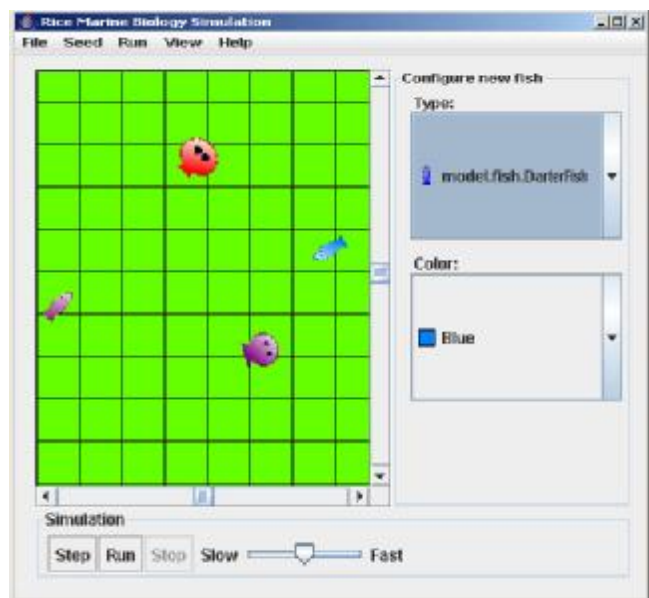 Rice Marine Biology Simulation
File Seed Run View Help
Configure new fish
Type:
model.fish.DarterFish
Color:
Blue
Simulation
Step Run Stop Slow Fast